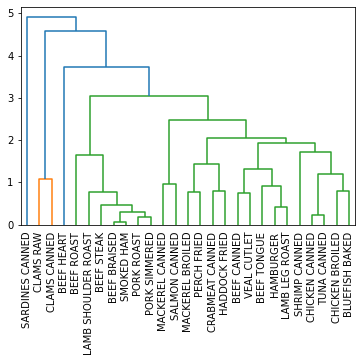 5
4
3
2
1
0
SARDINES CANNED
CLAMS RAW
CLAMS CANNED
BEEF HEART
BEEF ROAST
LAMB SHOULDER ROAST
BEEF STEAK
BEEF BRAISED
SMOKED HAM
PORK ROAST
PORK SIMMERED
MACKEREL CANNED
SALMON CANNED
MACKEREL BROILED
PERCH FRIED
CRABMEAT CANNED
HADDOCK FRIED
BEEF CANNED
VEAL CUTLET
BEEF TONGUE
HAMBURGER
LAMB LEG ROAST
SHRIMP CANNED
CHICKEN CANNED
TUNA CANNED
CHICKEN BROILED
BLUEFISH BAKED